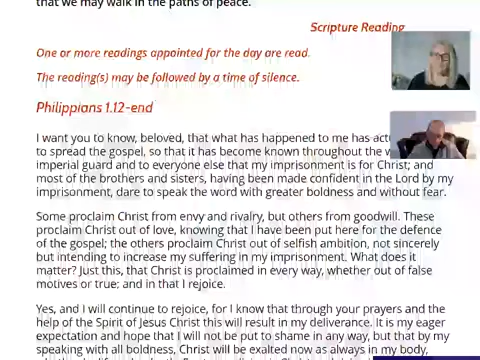 that we may walk in the paths of peace.
Scripture Reading
One or more readings appointed for the day are read.
The reading(s) may be followed by a time of silence.
Philippians 1.12-end
I want you to know, beloved, that what has happened to me has
to spread the gospel, so that it has become known throughout the
imperial guard and to everyone else that my imprisonment is for Christ; and
most of the brothers and sisters, having been made confident in the Lord by my
imprisonment, dare to speak the word with greater boldness and without fear.
Some proclaim Christ from envy and rivalry, but others from goodwill. These
proclaim Christ out of love, knowing that I have been put here for the defence
of the gospel; the others proclaim Christ out of selfish ambition, not sincerely
but intending to increase my suffering in my imprisonment. What does it
matter? Just this, that Christ is proclaimed in every way, whether out of false
motives or true; and in that I rejoice.
Yes, and I will continue to rejoice, for I know that through your prayers and the
help of the Spirit of Jesus Christ this will result in my deliverance. It is my eager
expectation and hope that I will not be put to shame in any way, but that by my
speaking with all boldness, Christ will be exalted now as always in my body,